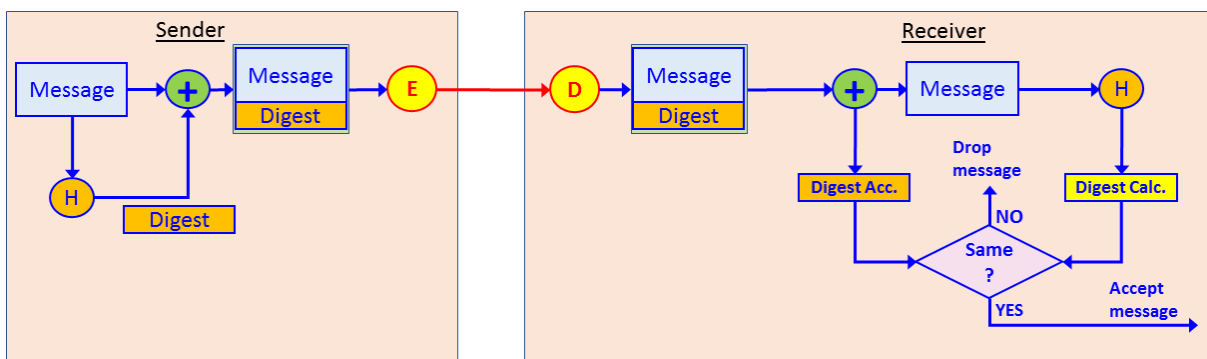 Sender
Message
+
Message
Digest
E
H
Digest
Receiver
D
Message
Digest
+
Message
H
Digest Acc.
Drop
message
Digest Calc.
NO
Same
?
YES
Accept
message